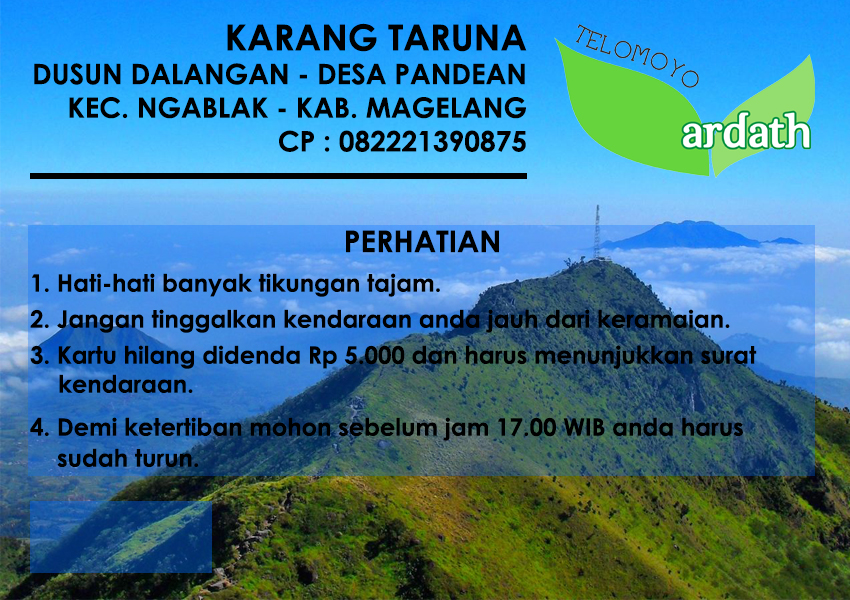 KARANG TARUNA
DUSUN DALANGAN - DESA PANDEAN
KEC. NGABLAK - KAB. MAGELANG
CP : 082221390875
TELOMOYO
ardath
PERHATIAN
1. Hati-hati banyak tikungan tajam.
2. Jangan tinggalkan kendaraan anda jauh dari keramaian.
3. Kartu hilang didenda Rp 5.000 dan harus menunjukkan surat
kendaraan.
4. Demi ketertiban mohon sebelum jam 17.00 WIB anda harus
sudah turun.